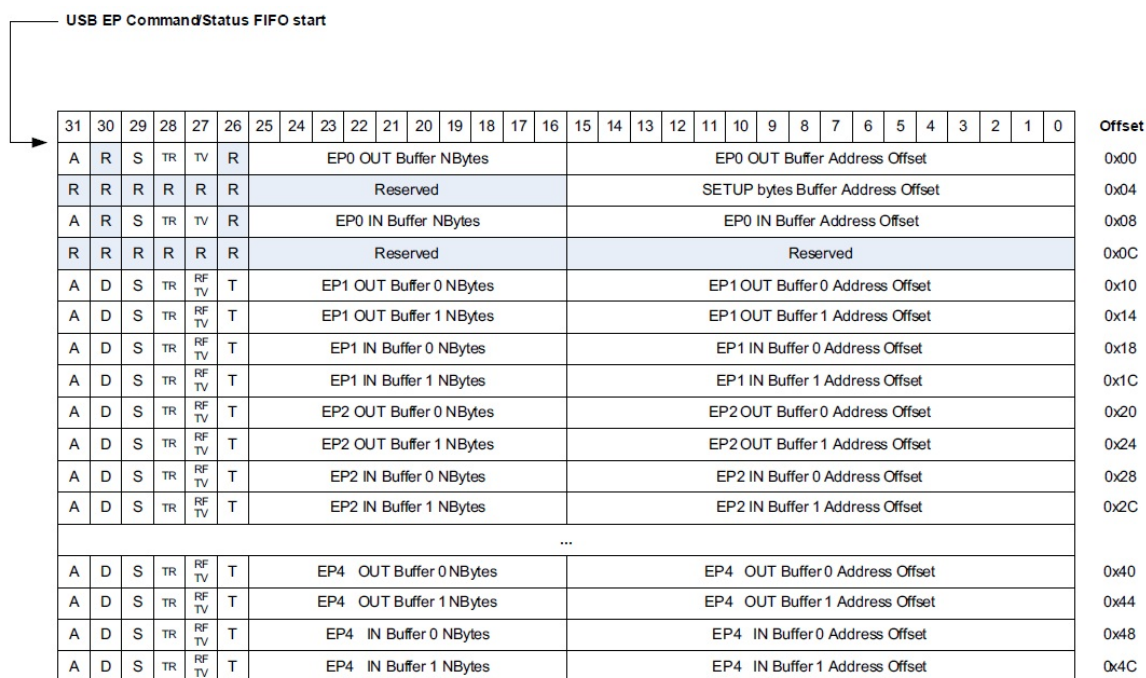 USB EP Command/Status FIFO start
31 30 29 28 27 26 25 24 23 22 21 20 19 18 17 16 15 14 13 12 11 10 9 8 7 6 5 4 3 2 1 0 Offset
A R S TR TV R EP0 OUT Buffer NBytes EP0 OUT Buffer Address Offset 0x00
R R R R R R Reserved SETUP bytes Buffer Address Offset 0x04
A R S TR TV R EP0 IN Buffer NBytes EP0 IN Buffer Address Offset 0x08
R R R R R R Reserved Reserved 0x0C
A D S TR RF TV T EP1 OUT Buffer 0 NBytes EP1 OUT Buffer 0 Address Offset 0x10
A D S TR RF TV T EP1 OUT Buffer 1 NBytes EP1 OUT Buffer 1 Address Offset 0x14
A D S TR RF TV T EP1 IN Buffer 0 NBytes EP1 IN Buffer 0 Address Offset 0x18
A D S TR RF TV T EP1 IN Buffer 1 NBytes EP1 IN Buffer 1 Address Offset 0x1C
A D S TR RF TV T EP2 OUT Buffer 0 NBytes EP2 OUT Buffer 0 Address Offset 0x20
A D S TR RF TV T EP2 OUT Buffer 1 NBytes EP2 OUT Buffer 1 Address Offset 0x24
A D S TR RF TV T EP2 IN Buffer 0 NBytes EP2 IN Buffer 0 Address Offset 0x28
A D S TR RF TV T EP2 IN Buffer 1 NBytes EP2 IN Buffer 1 Address Offset 0x2C
...
A D S TR RF TV T EP4 OUT Buffer 0 NBytes EP4 OUT Buffer 0 Address Offset 0x40
A D S TR RF TV T EP4 OUT Buffer 1 NBytes EP4 OUT Buffer 1 Address Offset 0x44
A D S TR RF TV T EP4 IN Buffer 0 NBytes EP4 IN Buffer 0 Address Offset 0x48
A D S TR RF TV T EP4 IN Buffer 1 NBytes EP4 IN Buffer 1 Address Offset 0x4C